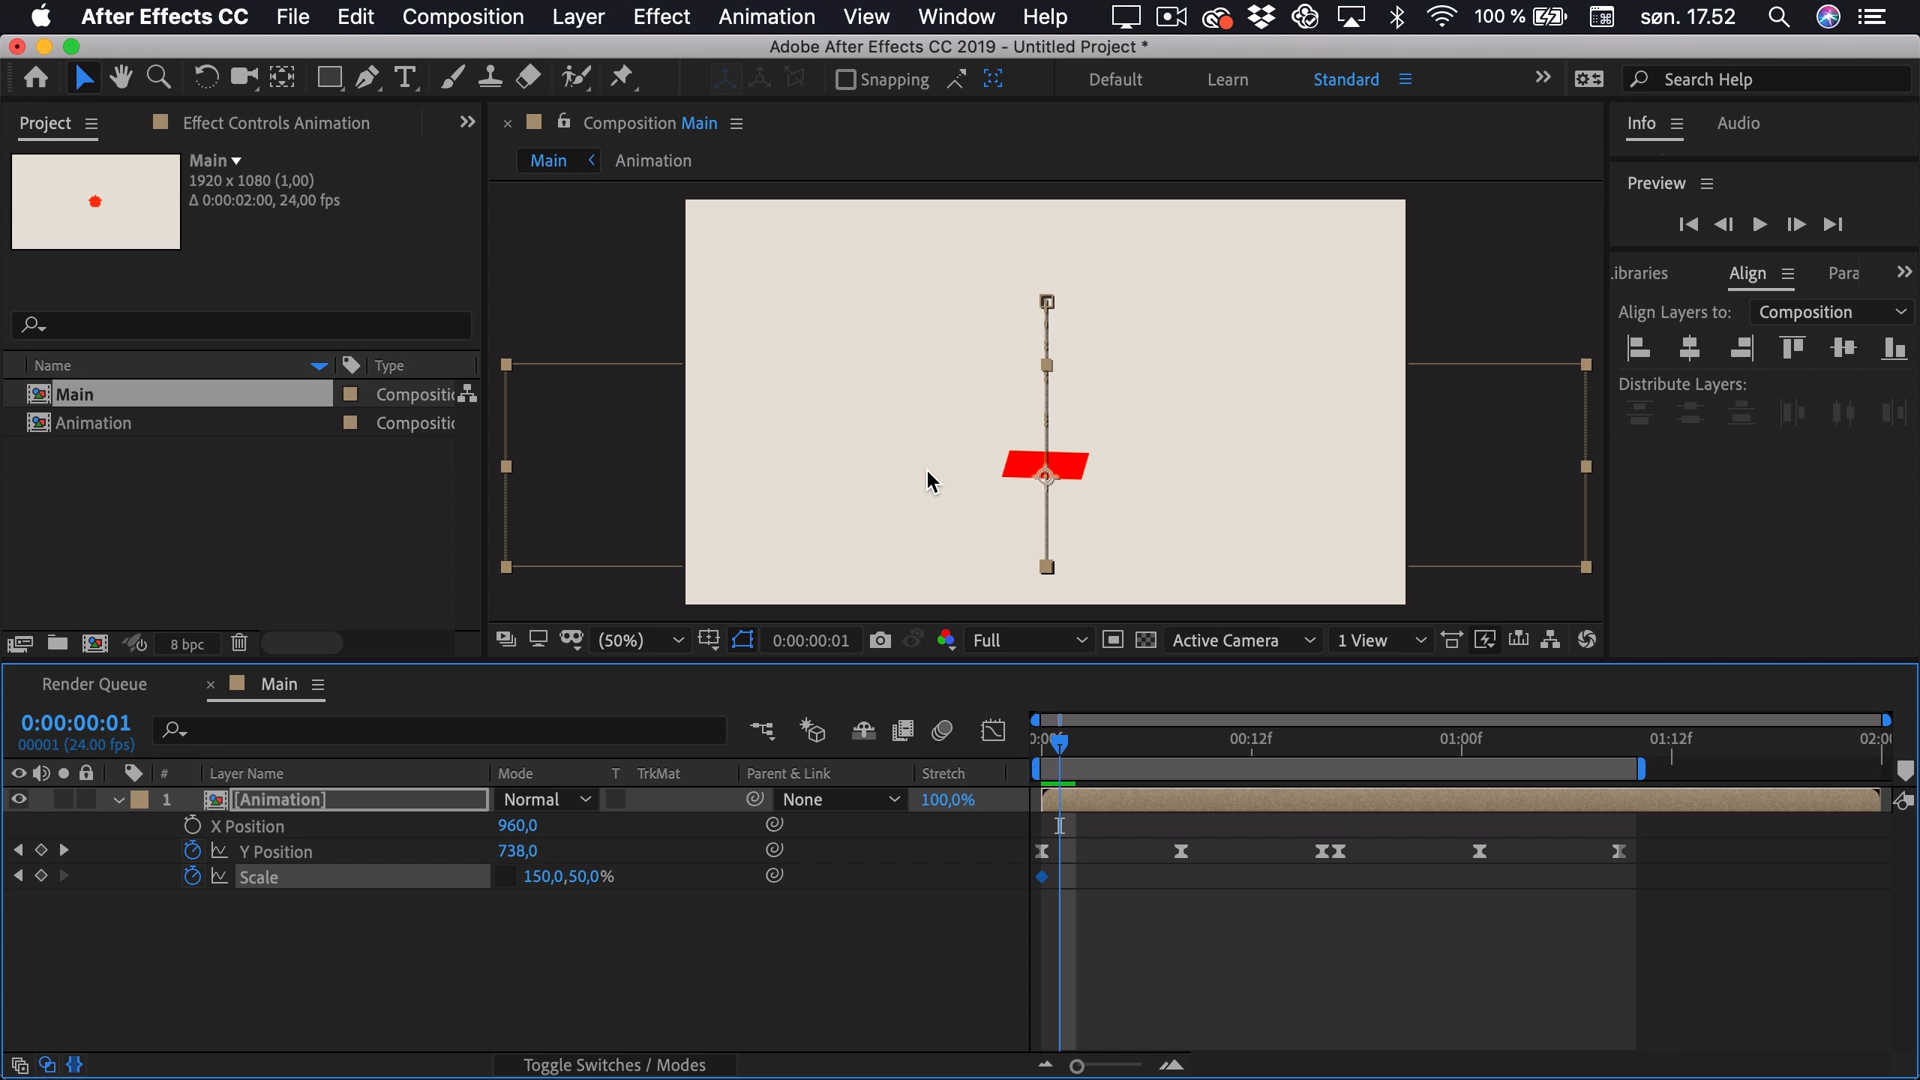 After Effects CC File Edit Composition Layer Effect Animation View Window Help 100 % søn. 17.52
Adobe After Effects CC 2019 - Untitled Project *
Snapping Default Learn Standard Search Help
Project Effect Controls Animation
Composition Main
Info Audio
Main
1920 x 1080 (1,00)
Δ 0:00:02:00, 24,00 fps
Main Animation
Preview
ibraries Align Para
Align Layers to: Composition
Distribute Layers:
Name Type
Main Compositi
Animation Compositi
8 bpc
(50%) 0:00:00:01 Full Active Camera 1 View
Render Queue Main
0:00:00:01
00001 (24.00 fps)
0:00f 00:12f 01:00f 01:12f 02:00
# Layer Name Mode T TrkMat Parent & Link Stretch
1 [Animation] Normal None 100,0%
X Position 960,0
Y Position 738,0
Scale 150,0,50,0%
Toggle Switches / Modes